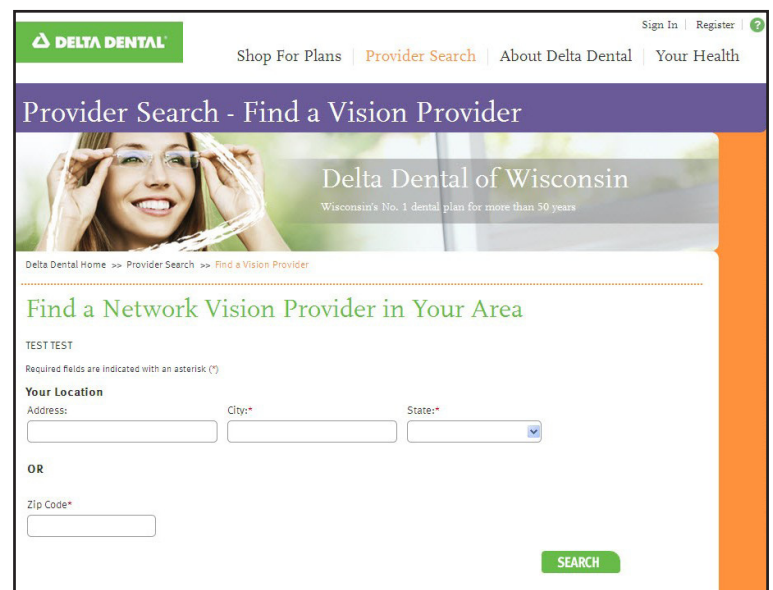 Sign In | Register | ?
DELTA DENTAL®
Shop For Plans | Provider Search | About Delta Dental | Your Health
Provider Search - Find a Vision Provider
Delta Dental of Wisconsin
Wisconsin's No. 1 dental plan for more than 50 years
Delta Dental Home >> Provider Search >> Find a Vision Provider
Find a Network Vision Provider in Your Area
TEST TEST
Required fields are indicated with an asterisk (*)
Your Location
Address: City:* State:*
OR
Zip Code*
SEARCH